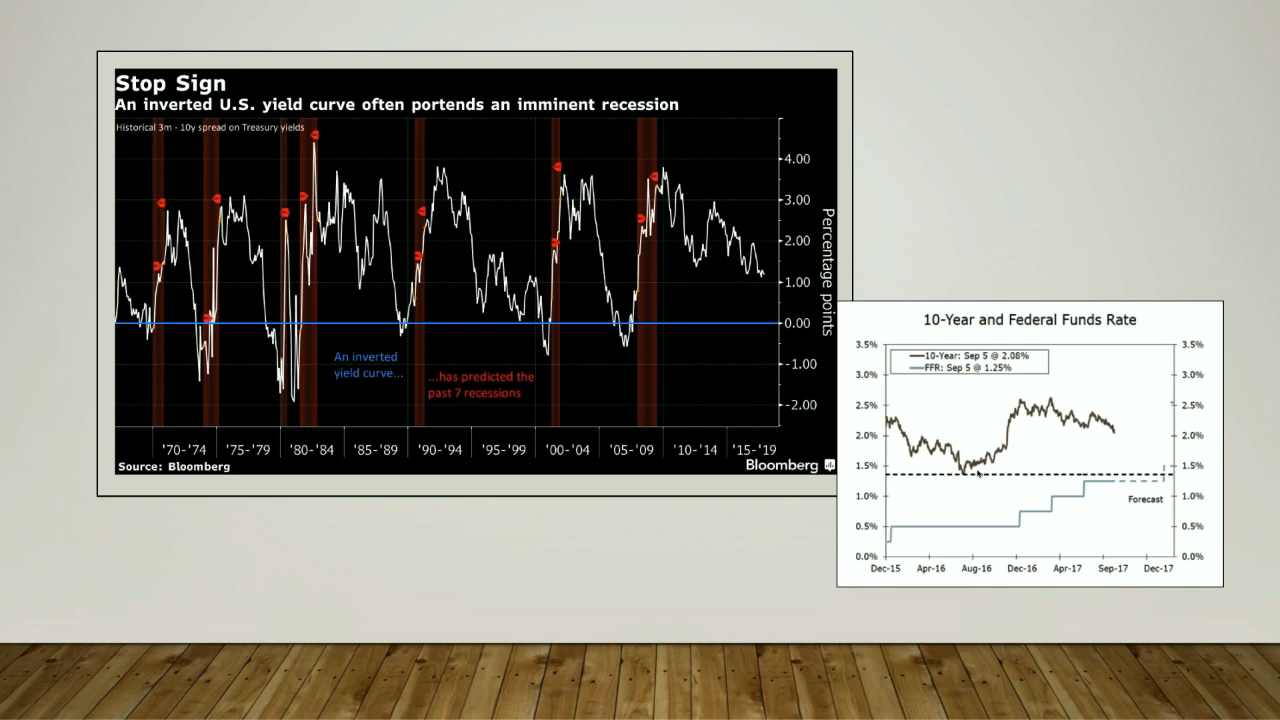 Stop Sign
An inverted U.S. yield curve often portends an imminent recession
Historical 3m - 10y spread on Treasury yields
4.00
3.00
2.00
1.00
0.00
-1.00
-2.00
Percentage points
An inverted
yield curve...
...has predicted the
past 7 recessions
'70-'74 '75-'79 '80-'84 '85-'89 '90-'94 '95-'99 '00-'04 '05-'09 '10-'14 '15-'19
Source: Bloomberg
Bloomberg
10-Year and Federal Funds Rate
10-Year: Sep 5 @ 2.08%
FFR: Sep 5 @ 1.25%
3.5% 3.5%
3.0% 3.0%
2.5% 2.5%
2.0% 2.0%
1.5% 1.5%
1.0% 1.0%
0.5% 0.5%
0.0% 0.0%
Forecast
Dec-15 Apr-16 Aug-16 Dec-16 Apr-17 Sep-17 Dec-17